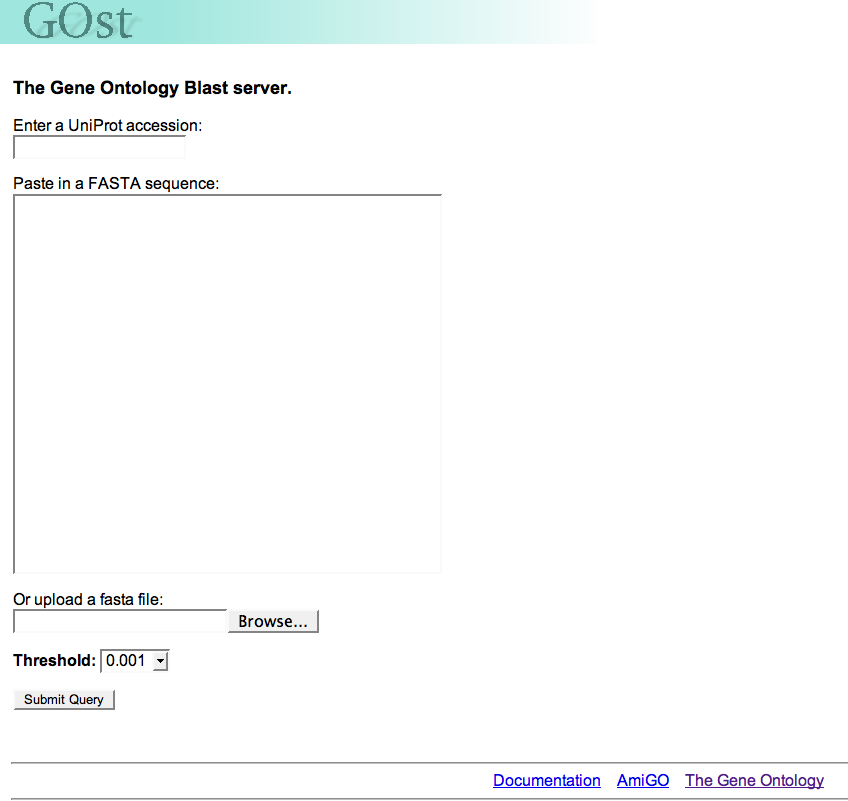 GOst
The Gene Ontology Blast server.
Enter a UniProt accession:
Paste in a FASTA sequence:
Or upload a fasta file:
Browse...
Threshold: 0.001
Submit Query
Documentation AmiGO The Gene Ontology